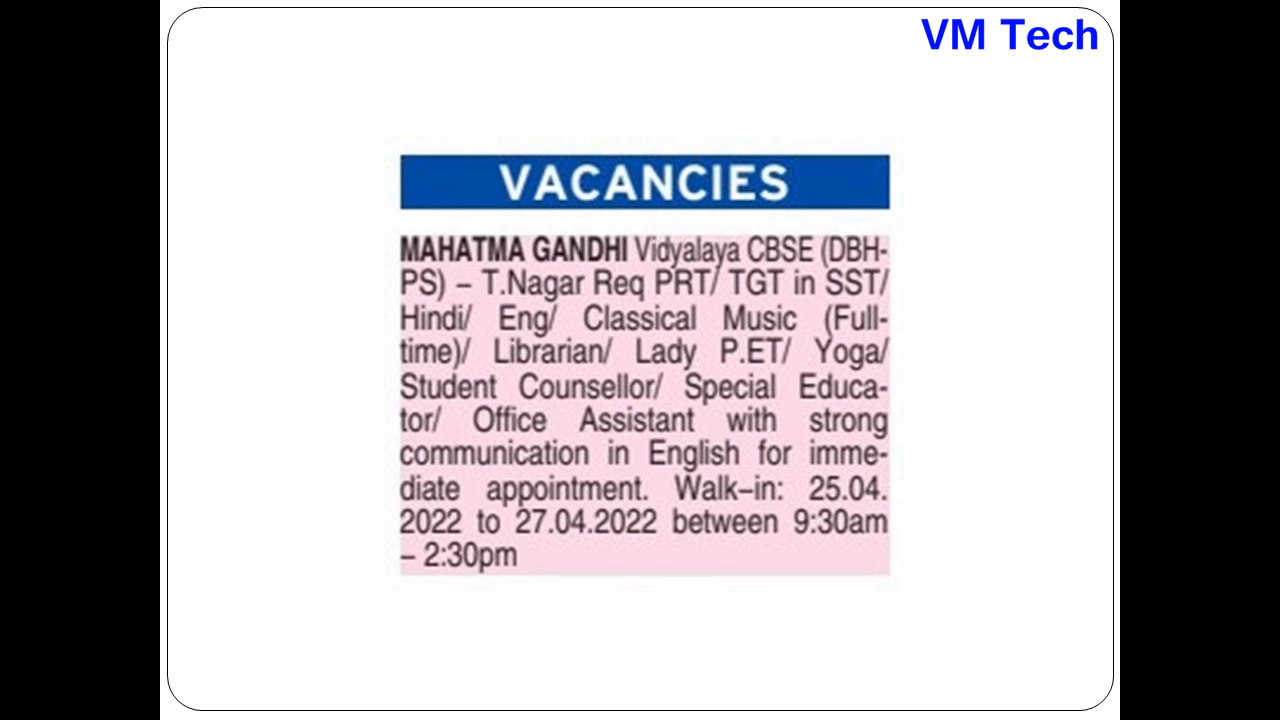 VM Tech
VACANCIES
MAHATMA GANDHI Vidyalaya CBSE (DBH-
PS) – T.Nagar Req PRT/ TGT in SST/
Hindi/ Eng/ Classical Music (Full-
time)/ Librarian/ Lady P.ET/ Yoga/
Student Counsellor/ Special Educa-
tor/ Office Assistant with strong
communication in English for imme-
diate appointment. Walk–in: 25.04.
2022 to 27.04.2022 between 9:30am
– 2:30pm